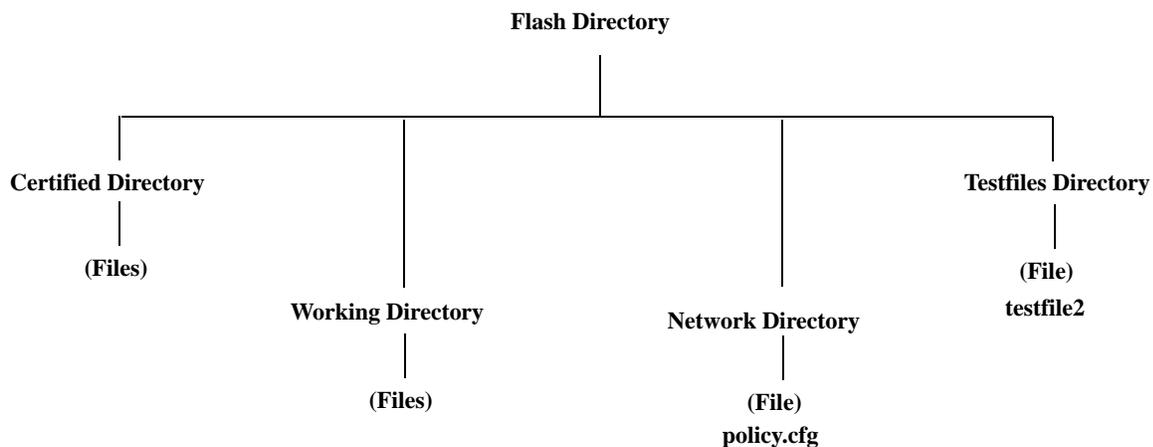 Flash Directory
Certified Directory
(Files)
Working Directory
(Files)
Network Directory
(File)
policy.cfg
Testfiles Directory
(File)
testfile2